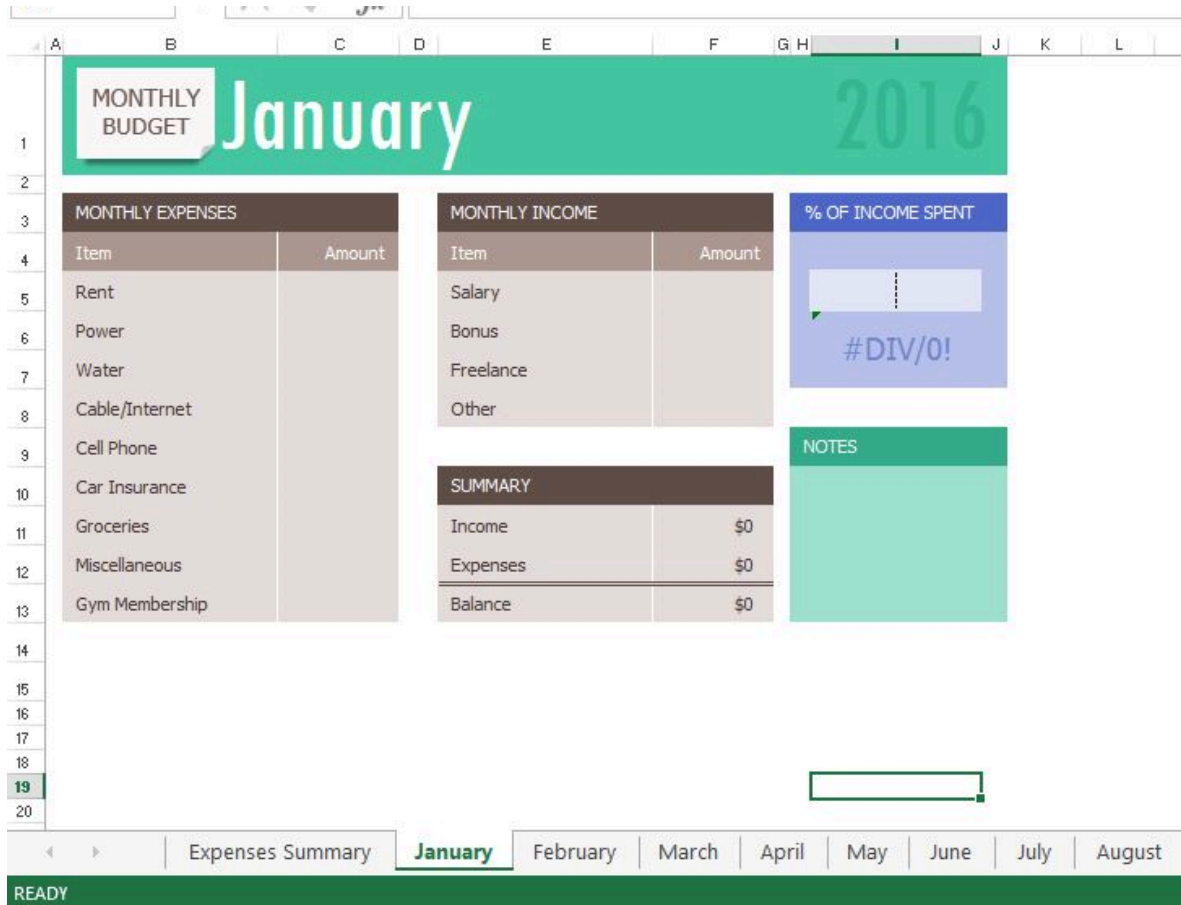 A B C D E F G H I J K L
MONTHLY
BUDGET
January
2016
1
2
3 MONTHLY EXPENSES MONTHLY INCOME % OF INCOME SPENT
4 Item Amount Item Amount
5 Rent Salary
6 Power Bonus
#DIV/0!
7 Water Freelance
8 Cable/Internet Other
9 Cell Phone NOTES
10 Car Insurance SUMMARY
11 Groceries Income $0
12 Miscellaneous Expenses $0
13 Gym Membership Balance $0
14
15
16
17
18
19
20
Expenses Summary January February March April May June July August
READY